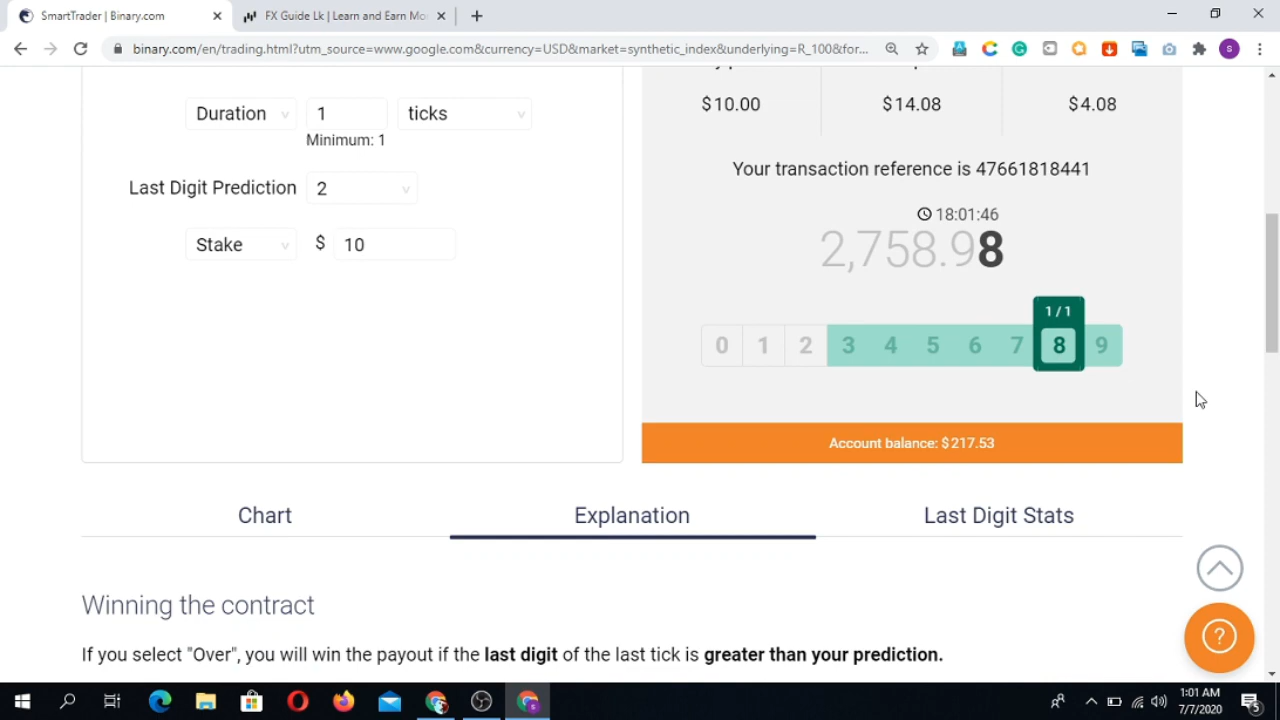 SmartTrader | Binary.com
FX Guide Lk | Learn and Earn Mo
binary.com/en/trading.html?utm_source=www.google.com&currency=USD&market=synthetic_index&underlying=R_100&for...
Duration 1 ticks
Minimum: 1
Last Digit Prediction 2
Stake $ 10
$10.00 $14.08 $4.08
Your transaction reference is 47661818441
18:01:46
2,758.98
1 / 1
0 1 2 3 4 5 6 7 8 9
Account balance: $217.53
Chart Explanation Last Digit Stats
Winning the contract
If you select "Over", you will win the payout if the last digit of the last tick is greater than your prediction.
?
1:01 AM
7/7/2020